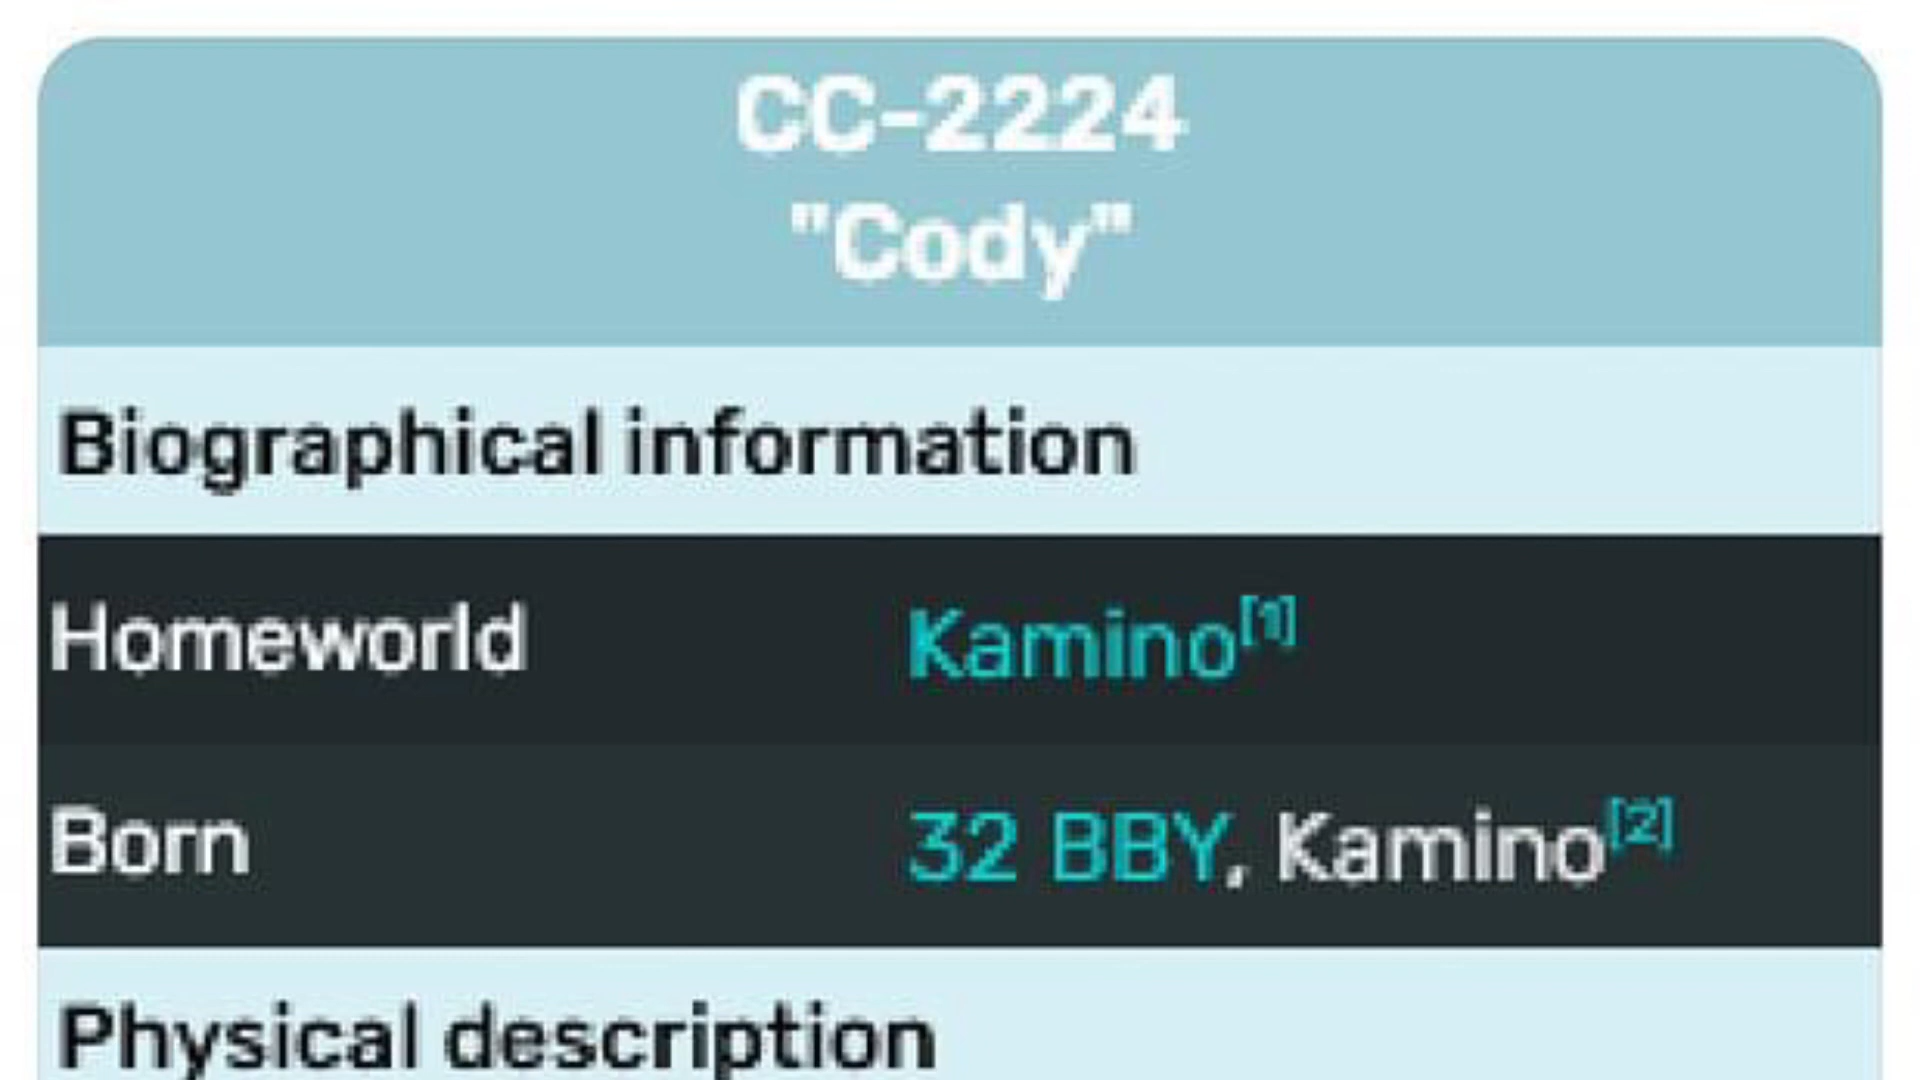 CC-2224
"Cody"
Biographical information
Homeworld Kamino[1]
Born 32 BBY, Kamino[2]
Physical description